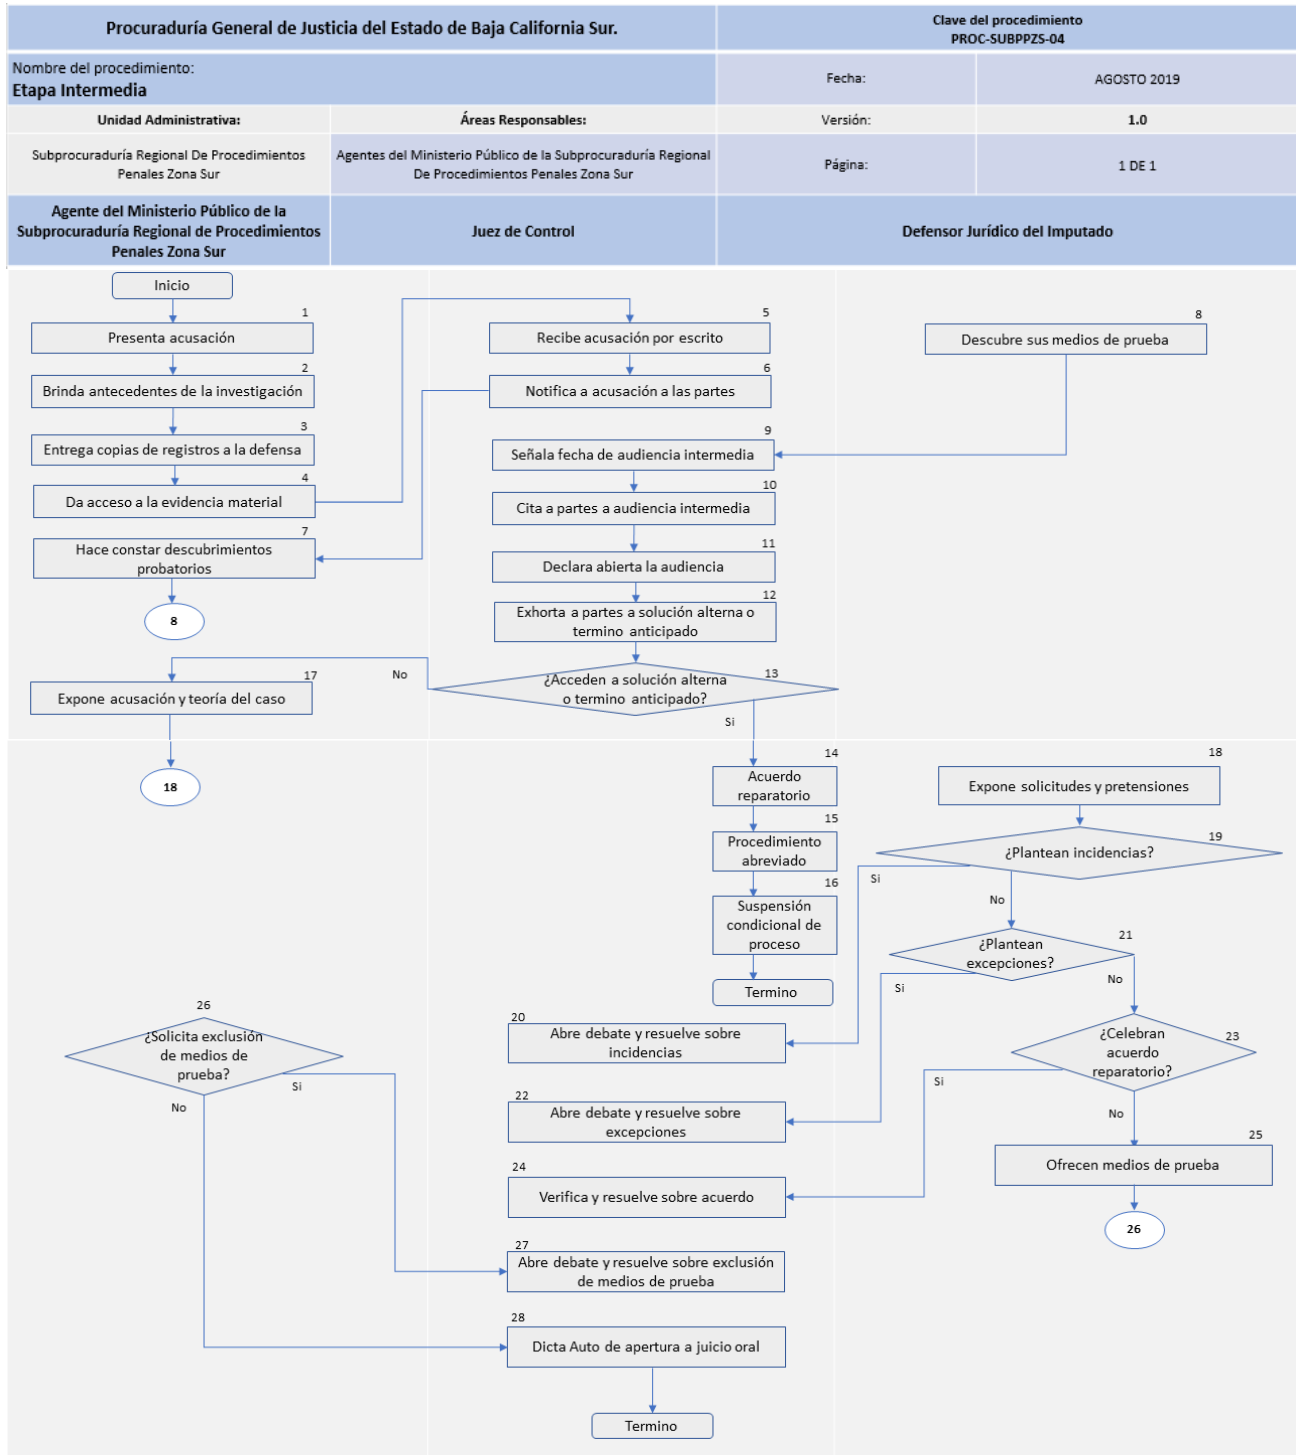 Procuraduría General de Justicia del Estado de Baja California Sur.
Clave del procedimiento
PROC-SUBPPZS-04
Nombre del procedimiento:
Etapa Intermedia
Fecha:
AGOSTO 2019
Unidad Administrativa:
Áreas Responsables:
Versión:
1.0
Subprocuraduría Regional De Procedimientos
Penales Zona Sur
Agentes del Ministerio Público de la Subprocuraduría Regional
De Procedimientos Penales Zona Sur
Página:
1 DE 1
Agente del Ministerio Público de la
Subprocuraduría Regional de Procedimientos
Penales Zona Sur
Juez de Control
Defensor Jurídico del Imputado
Inicio
1
Presenta acusación
2
Brinda antecedentes de la investigación
3
Entrega copias de registros a la defensa
4
Da acceso a la evidencia material
5
Recibe acusación por escrito
6
Notifica a acusación a las partes
7
Hace constar descubrimientos
probatorios
8
8
Descubre sus medios de prueba
9
Señala fecha de audiencia intermedia
10
Cita a partes a audiencia intermedia
11
Declara abierta la audiencia
12
Exhorta a partes a solución alterna o
termino anticipado
13
¿Acceden a solución alterna
o termino anticipado?
No
Si
17
Expone acusación y teoría del caso
18
14
Acuerdo
reparatorio
15
Procedimiento
abreviado
16
Suspensión
condicional de
proceso
Termino
18
Expone solicitudes y pretensiones
19
¿Plantean incidencias?
Si
No
20
Abre debate y resuelve sobre
incidencias
21
¿Plantean
excepciones?
Si
No
22
Abre debate y resuelve sobre
excepciones
23
¿Celebran
acuerdo
reparatorio?
Si
No
24
Verifica y resuelve sobre acuerdo
25
Ofrecen medios de prueba
26
26
¿Solicita exclusión
de medios de
prueba?
Si
No
27
Abre debate y resuelve sobre exclusión
de medios de prueba
28
Dicta Auto de apertura a juicio oral
Termino